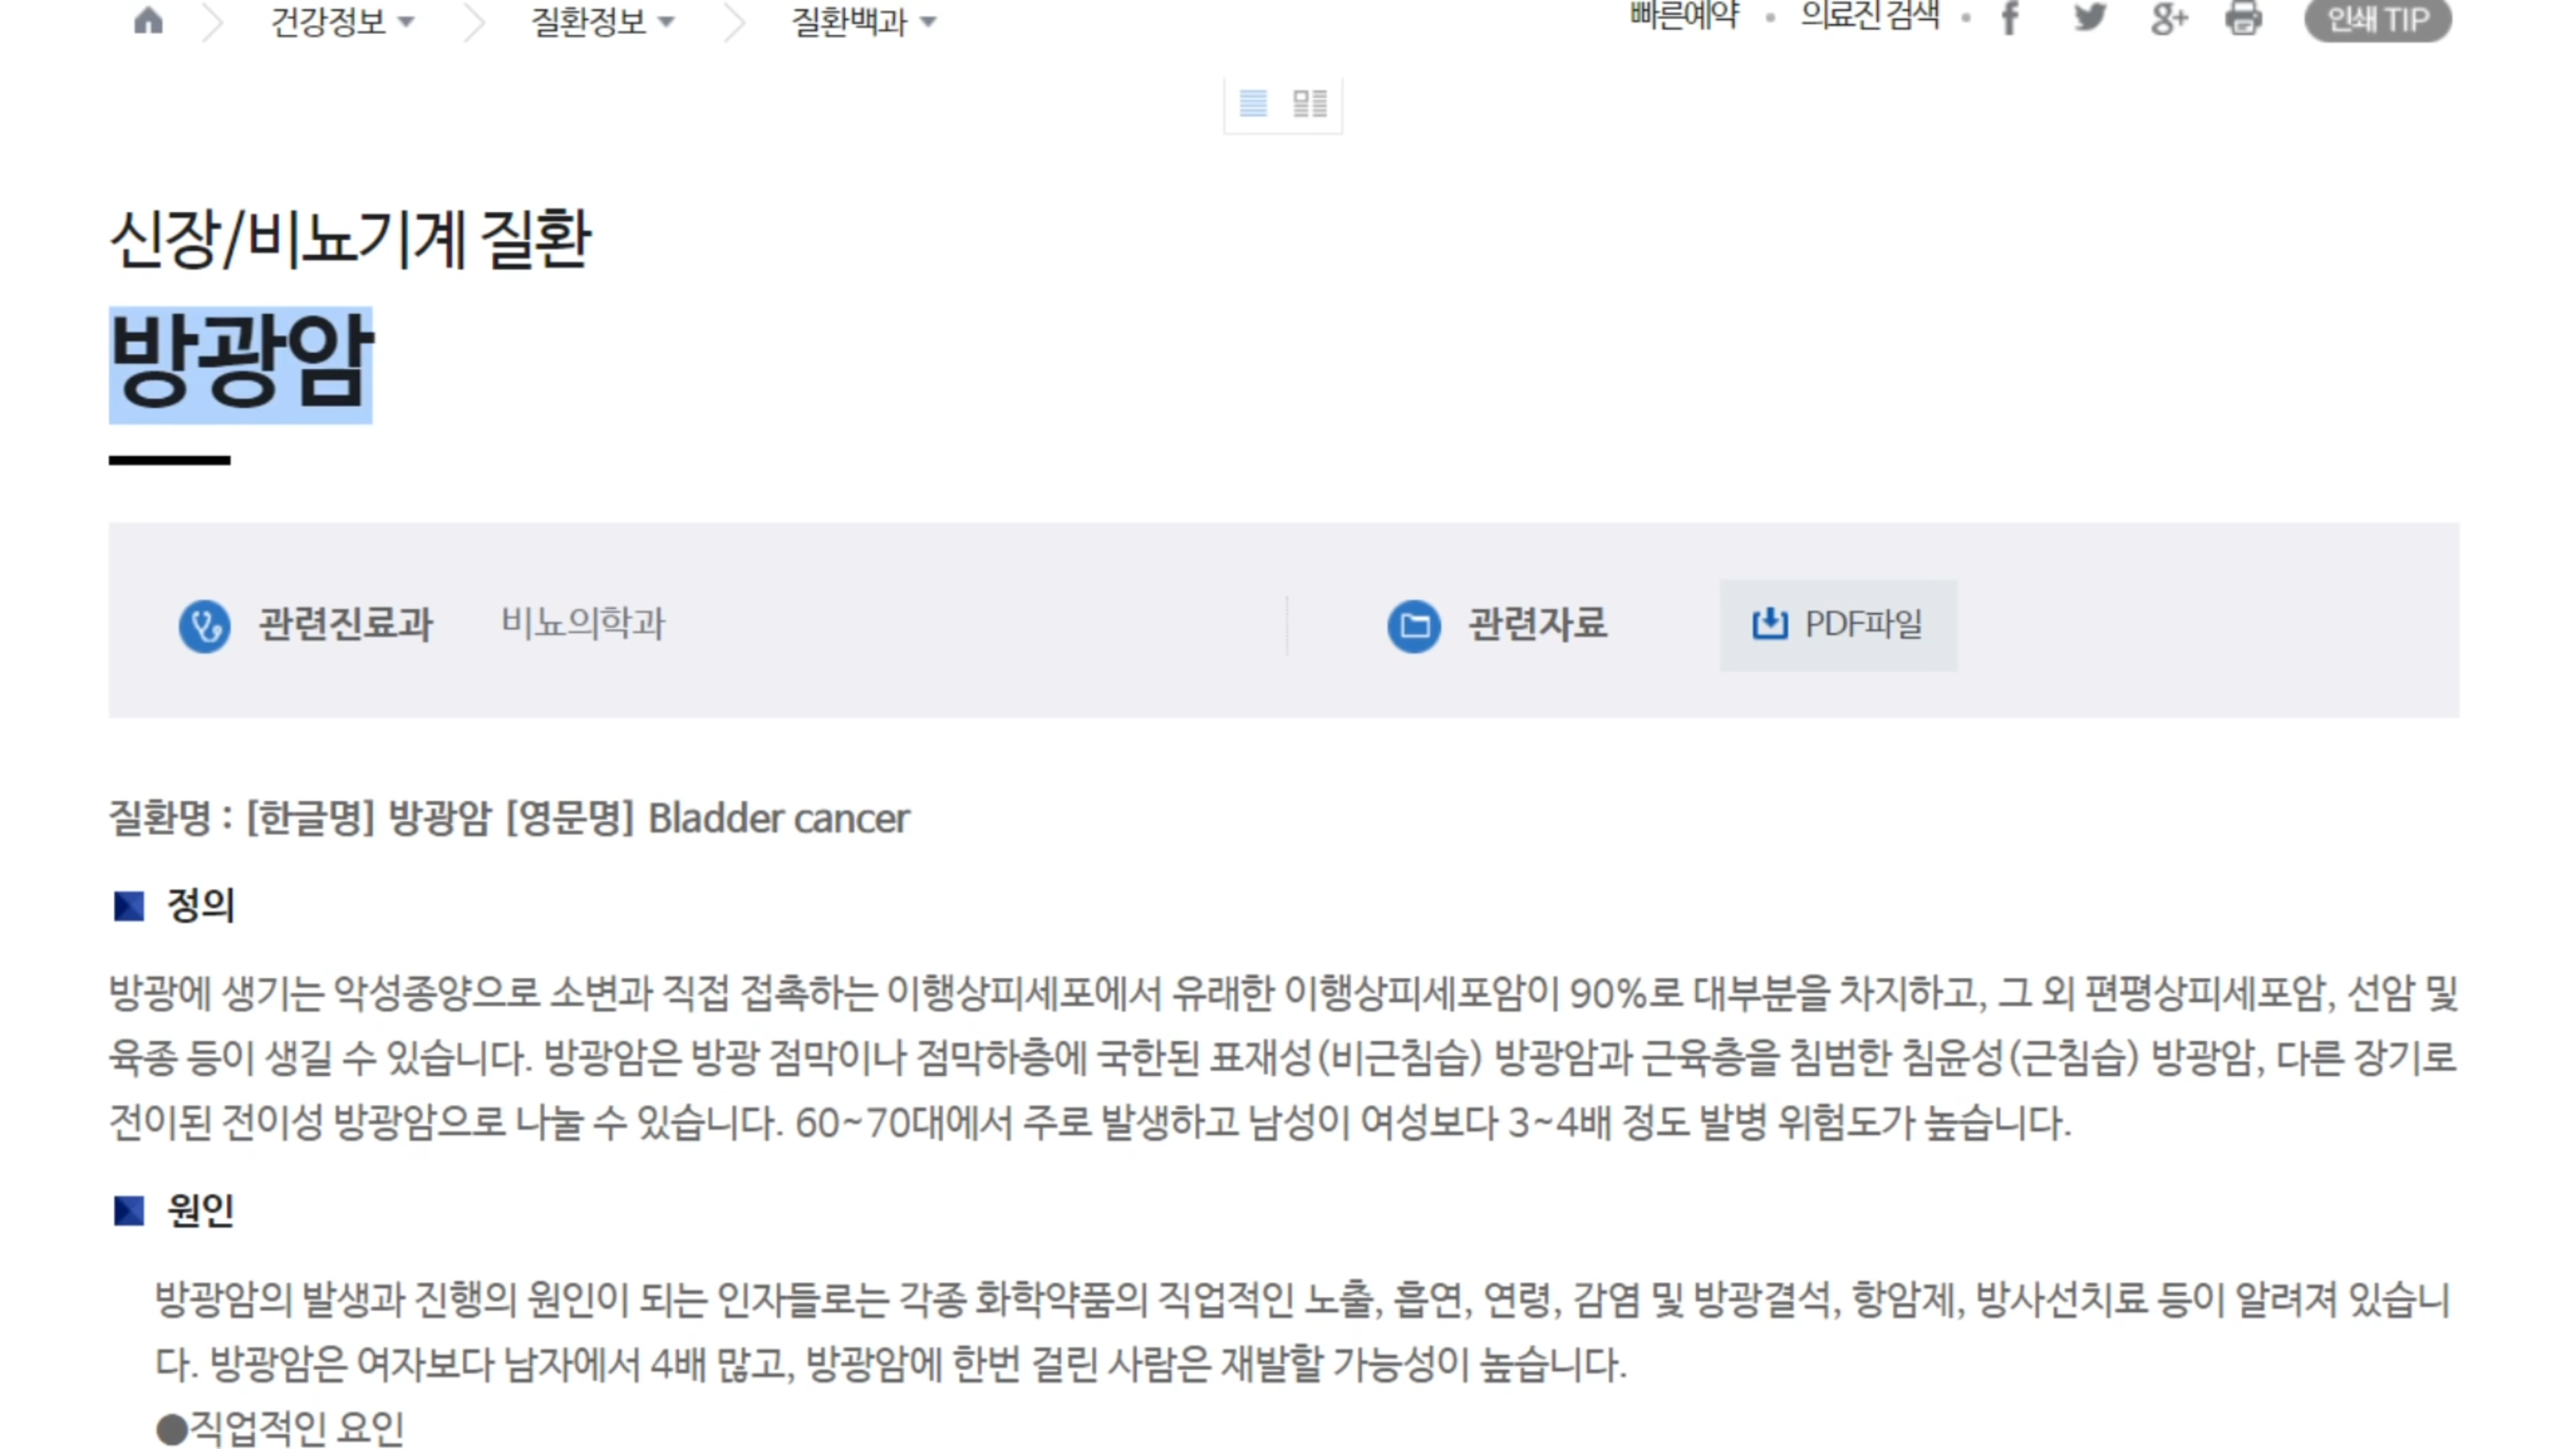 건강정보 질환정보 질환백과 빠른예약 의료진 검색 f g+ 인쇄 TIP
신장/비뇨기계 질환
방광암
관련진료과 비뇨의학과 관련자료 PDF파일
질환명 : [한글명] 방광암 [영문명] Bladder cancer
정의
방광에 생기는 악성종양으로 소변과 직접 접촉하는 이행상피세포에서 유래한 이행상피세포암이 90%로 대부분을 차지하고, 그 외 편평상피세포암, 선암 및
육종 등이 생길 수 있습니다. 방광암은 방광 점막이나 점막하층에 국한된 표재성(비근침습) 방광암과 근육층을 침범한 침윤성(근침습) 방광암, 다른 장기로
전이된 전이성 방광암으로 나눌 수 있습니다. 60~70대에서 주로 발생하고 남성이 여성보다 3~4배 정도 발병 위험도가 높습니다.
원인
방광암의 발생과 진행의 원인이 되는 인자들로는 각종 화학약품의 직업적인 노출, 흡연, 연령, 감염 및 방광결석, 항암제, 방사선치료 등이 알려져 있습니
다. 방광암은 여자보다 남자에서 4배 많고, 방광암에 한번 걸린 사람은 재발할 가능성이 높습니다.
●직업적인 요인